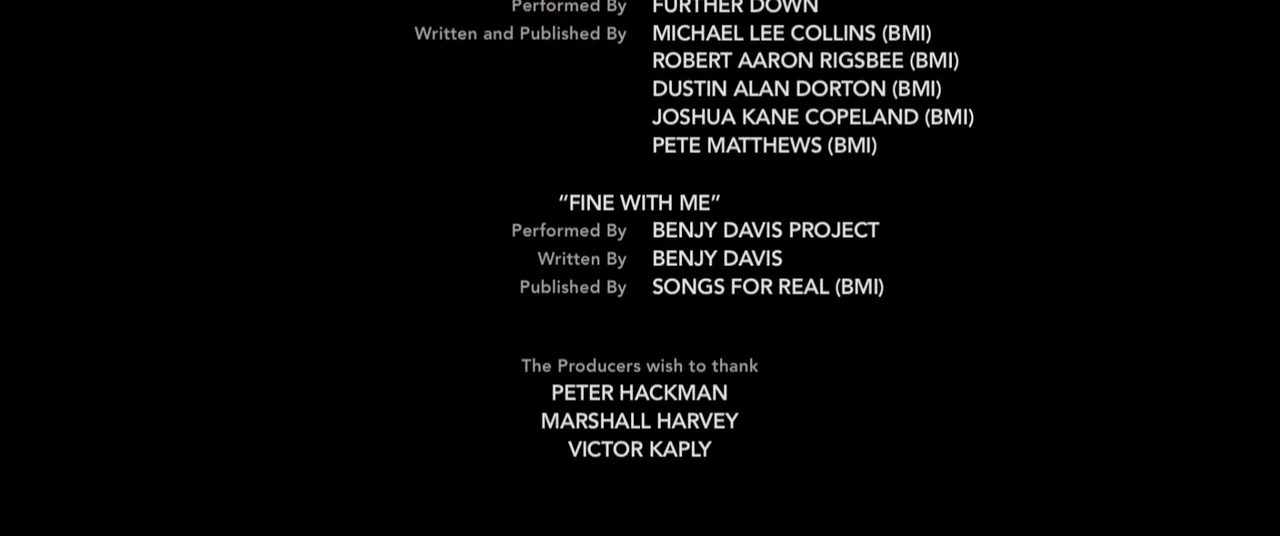 Performed By FURTHER DOWN
Written and Published By MICHAEL LEE COLLINS (BMI)
ROBERT AARON RIGSBEE (BMI)
DUSTIN ALAN DORTON (BMI)
JOSHUA KANE COPELAND (BMI)
PETE MATTHEWS (BMI)
“FINE WITH ME”
Performed By BENJY DAVIS PROJECT
Written By BENJY DAVIS
Published By SONGS FOR REAL (BMI)
The Producers wish to thank
PETER HACKMAN
MARSHALL HARVEY
VICTOR KAPLY